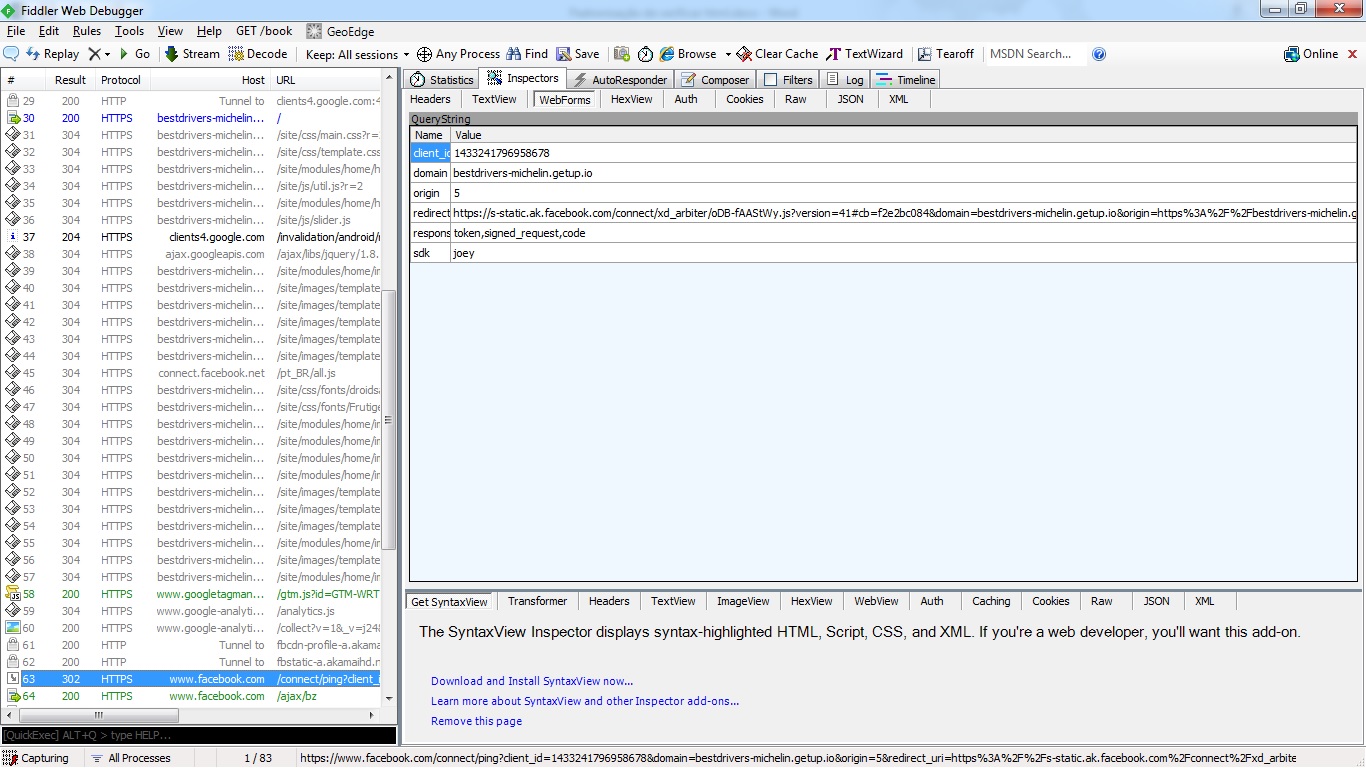 Fiddler Web Debugger
File Edit Rules Tools View Help GET /book GeoEdge
Replay Go Stream Decode Keep: All sessions Any Process Find Save Browse Clear Cache TextWizard Tearoff MSDN Search... Online
# Result Protocol Host URL
29 200 HTTP Tunnel to clients4.google.com:4
30 200 HTTPS bestdrivers-michelin... /
31 304 HTTPS bestdrivers-michelin... /site/css/main.css?r=
32 304 HTTPS bestdrivers-michelin... /site/css/template.css
33 304 HTTPS bestdrivers-michelin... /site/modules/home/h
34 304 HTTPS bestdrivers-michelin... /site/js/util.js?r=2
35 304 HTTPS bestdrivers-michelin... /site/modules/home/h
36 304 HTTPS bestdrivers-michelin... /site/js/slider.js
37 204 HTTPS clients4.google.com /invalidation/android/r
38 304 HTTPS ajax.googleapis.com /ajax/libs/jquery/1.8.
39 304 HTTPS bestdrivers-michelin... /site/modules/home/ir
40 304 HTTPS bestdrivers-michelin... /site/images/template
41 304 HTTPS bestdrivers-michelin... /site/images/template
42 304 HTTPS bestdrivers-michelin... /site/images/template
43 304 HTTPS bestdrivers-michelin... /site/images/template
44 304 HTTPS bestdrivers-michelin... /site/images/template
45 304 HTTPS connect.facebook.net /pt_BR/all.js
46 304 HTTPS bestdrivers-michelin... /site/css/fonts/droids
47 304 HTTPS bestdrivers-michelin... /site/css/fonts/Frutige
48 304 HTTPS bestdrivers-michelin... /site/modules/home/ir
49 304 HTTPS bestdrivers-michelin... /site/modules/home/ir
50 304 HTTPS bestdrivers-michelin... /site/modules/home/ir
51 304 HTTPS bestdrivers-michelin... /site/modules/home/ir
52 304 HTTPS bestdrivers-michelin... /site/images/template
53 304 HTTPS bestdrivers-michelin... /site/images/template
54 304 HTTPS bestdrivers-michelin... /site/images/template
55 304 HTTPS bestdrivers-michelin... /site/modules/home/ir
56 304 HTTPS bestdrivers-michelin... /site/images/template
57 304 HTTPS bestdrivers-michelin... /site/modules/home/ir
58 200 HTTPS www.googletagman... /gtm.js?id=GTM-WRT
59 304 HTTPS www.google-analyti... /analytics.js
60 200 HTTPS www.google-analyti... /collect?v=1&_v=j24&
61 200 HTTP Tunnel to fbcdn-profile-a.akama
62 200 HTTP Tunnel to fbstatic-a.akamaihd.r
63 302 HTTPS www.facebook.com /connect/ping?client_i
64 200 HTTPS www.facebook.com /ajax/bz
[QuickExec] ALT+Q > type HELP...
Statistics Inspectors AutoResponder Composer Filters Log Timeline
Headers TextView WebForms HexView Auth Cookies Raw JSON XML
QueryString
Name Value
client_ic 1433241796958678
domain bestdrivers-michelin.getup.io
origin 5
redirect https://s-static.ak.facebook.com/connect/xd_arbiter/oDB-fAAStWy.js?version=41#cb=f2e2bc084&domain=bestdrivers-michelin.getup.io&origin=https%3A%2F%2Fbestdrivers-michelin.g
respons token,signed_request,code
sdk joey
Get SyntaxView Transformer Headers TextView ImageView HexView WebView Auth Caching Cookies Raw JSON XML
The SyntaxView Inspector displays syntax-highlighted HTML, Script, CSS, and XML. If you're a web developer, you'll want this add-on.
Download and Install SyntaxView now...
Learn more about SyntaxView and other Inspector add-ons...
Remove this page
Capturing All Processes 1 / 83 https://www.facebook.com/connect/ping?client_id=1433241796958678&domain=bestdrivers-michelin.getup.io&origin=5&redirect_uri=https%3A%2F%2Fs-static.ak.facebook.com%2Fconnect%2Fxd_arbite